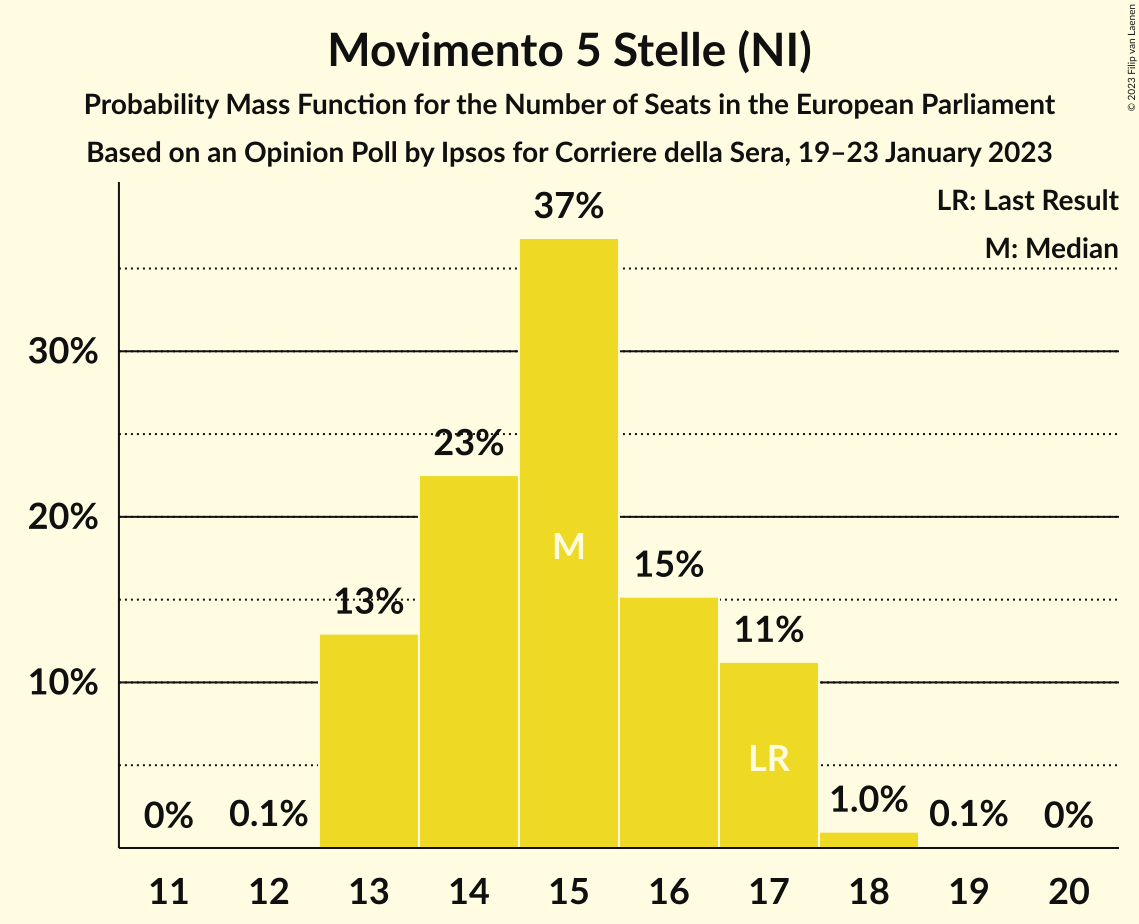 Movimento 5 Stelle (NI)
Probability Mass Function for the Number of Seats in the European Parliament
Based on an Opinion Poll by Ipsos for Corriere della Sera, 19–23 January 2023
© 2023 Filip van Laenen
LR: Last Result
M: Median
37%
30%
23%
20%
M
15%
13%
11%
10%
LR
0%
0.1%
1.0%
0.1%
0%
11 12 13 14 15 16 17 18 19 20